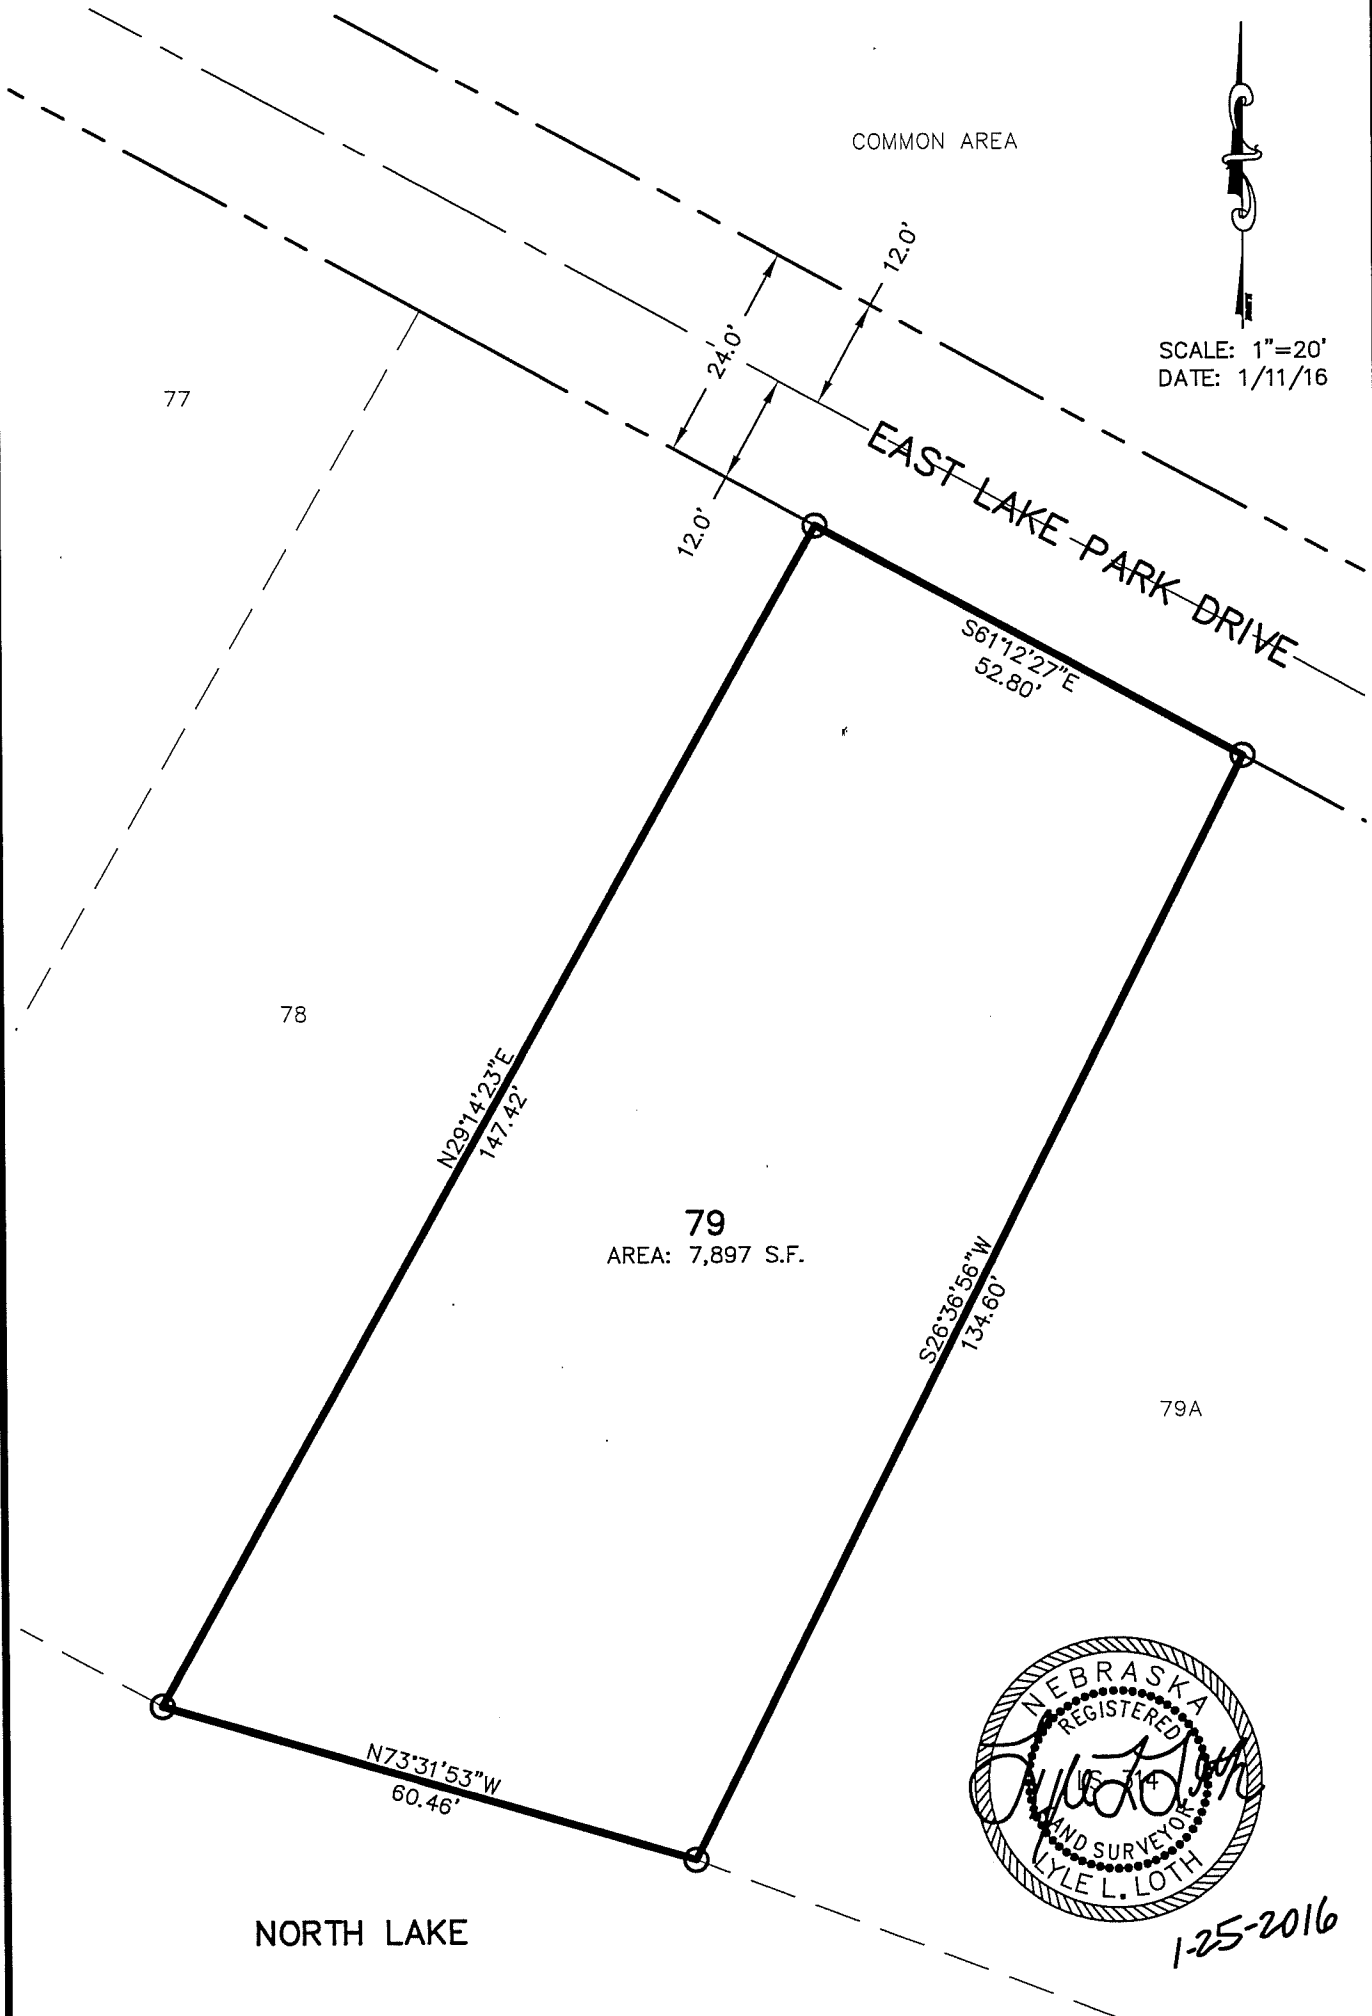 COMMON AREA
12.0'
24.0'
SCALE: 1"=20'
DATE: 1/11/16
77
EAST LAKE PARK DRIVE
12.0'
S61°12'27"E
52.80'
78
N29°14'23"E
147.42'
79
AREA: 7,897 S.F.
S26°36'56"W
134.60'
79A
N73°31'53"W
60.46'
NEBRASKA
REGISTERED
LS 314
LAND SURVEYOR
LYLE L. LOTH
NORTH LAKE
1-25-2016